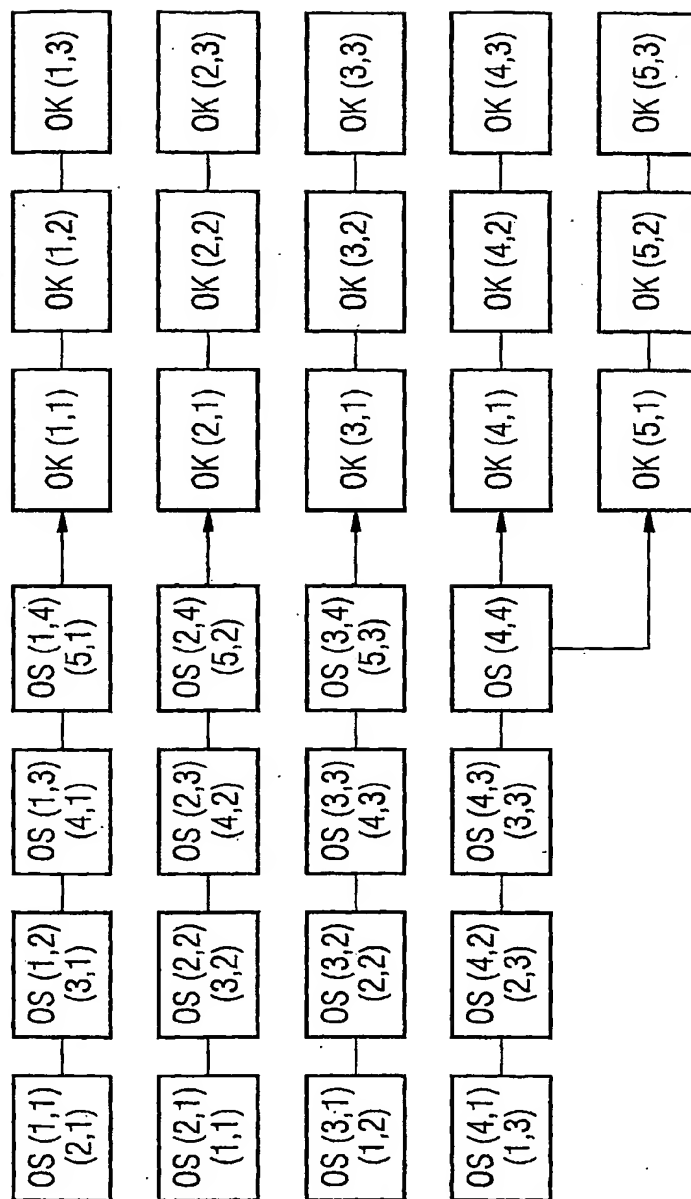 OS (1,1)
(2,1)
OS (1,2)
(3,1)
OS (1,3)
(4,1)
OS (1,4)
(5,1)
OK (1,1)
OK (1,2)
OK (1,3)
OS (2,1)
(1,1)
OS (2,2)
(3,2)
OS (2,3)
(4,2)
OS (2,4)
(5,2)
OK (2,1)
OK (2,2)
OK (2,3)
OS (3,1)
(1,2)
OS (3,2)
(2,2)
OS (3,3)
(4,3)
OS (3,4)
(5,3)
OK (3,1)
OK (3,2)
OK (3,3)
OS (4,1)
(1,3)
OS (4,2)
(2,3)
OS (4,3)
(3,3)
OS (4,4)
OK (4,1)
OK (4,2)
OK (4,3)
OK (5,1)
OK (5,2)
OK (5,3)